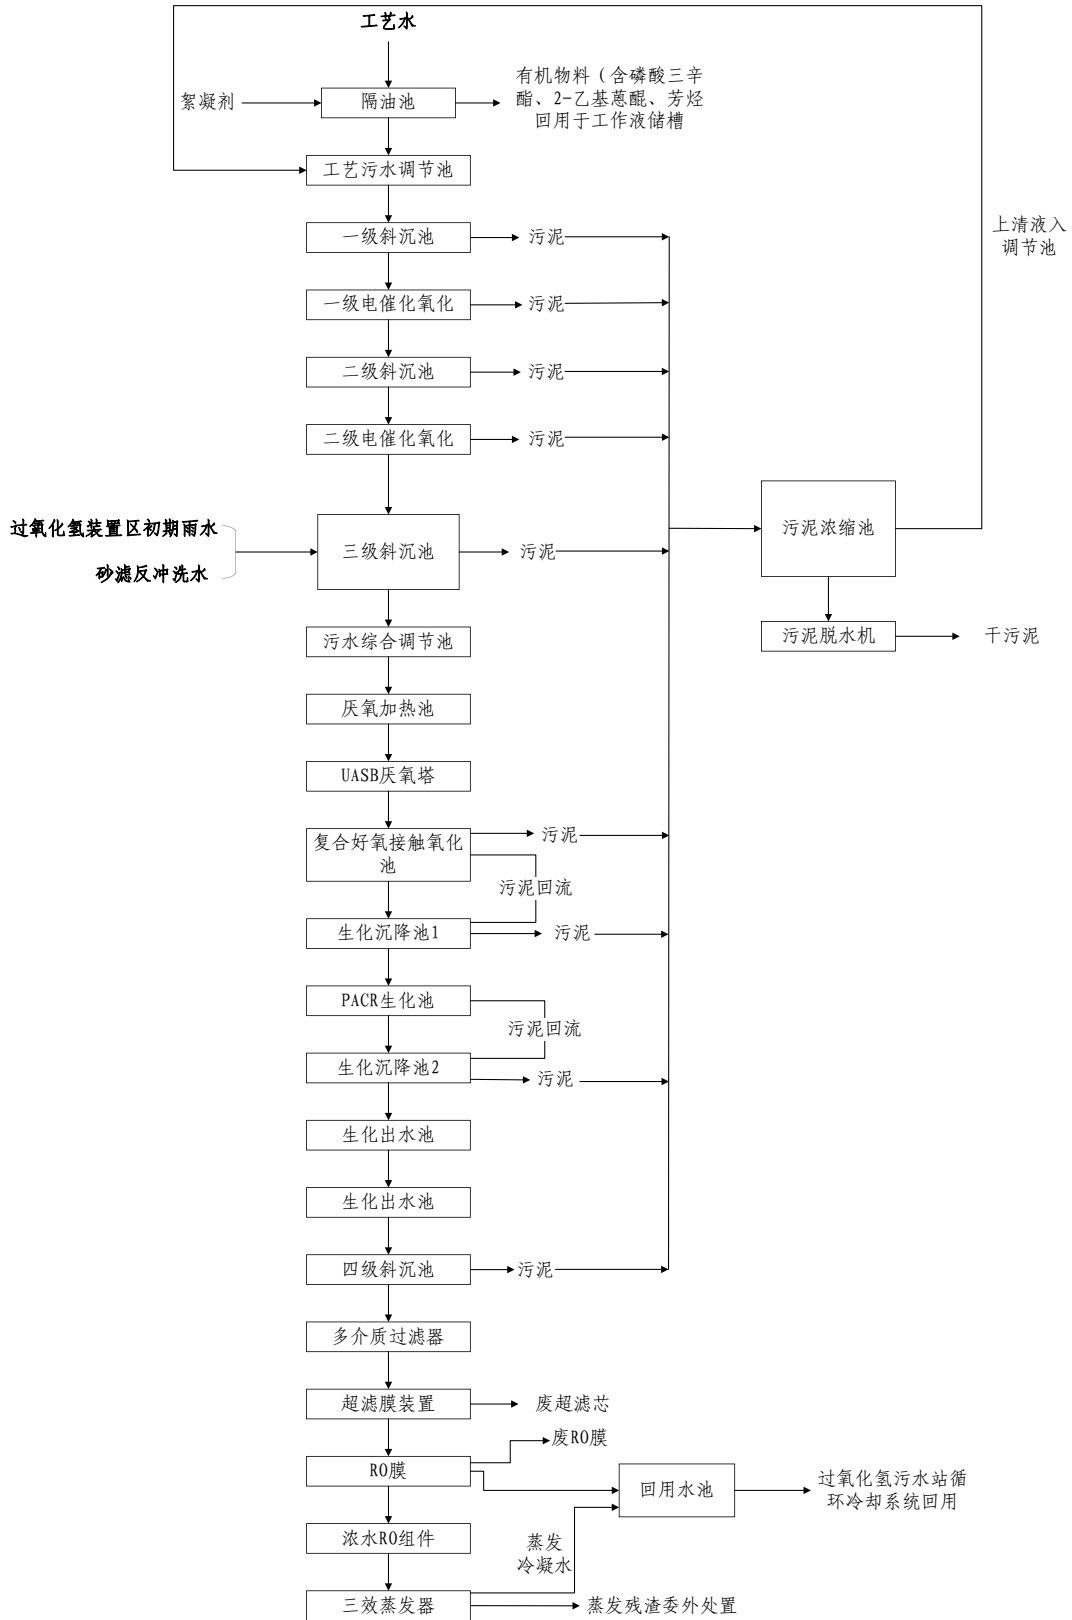 工艺水
有机物料（含磷酸三辛
酯、2-乙基蒽醌、芳烃
回用于工作液储槽
絮凝剂
隔油池
工艺污水调节池
一级斜沉池
污泥
上清液入
调节池
一级电催化氧化
污泥
二级斜沉池
污泥
二级电催化氧化
污泥
过氧化氢装置区初期雨水
砂滤反冲洗水
三级斜沉池
污泥
污泥浓缩池
污水综合调节池
污泥脱水机
干污泥
厌氧加热池
UASB厌氧塔
复合好氧接触氧化
池
污泥
污泥回流
生化沉降池1
污泥
PACR生化池
污泥回流
生化沉降池2
污泥
生化出水池
生化出水池
四级斜沉池
污泥
多介质过滤器
超滤膜装置
废超滤芯
废RO膜
RO膜
回用水池
过氧化氢污水站循
环冷却系统回用
浓水RO组件
蒸发
冷凝水
三效蒸发器
蒸发残渣委外处置